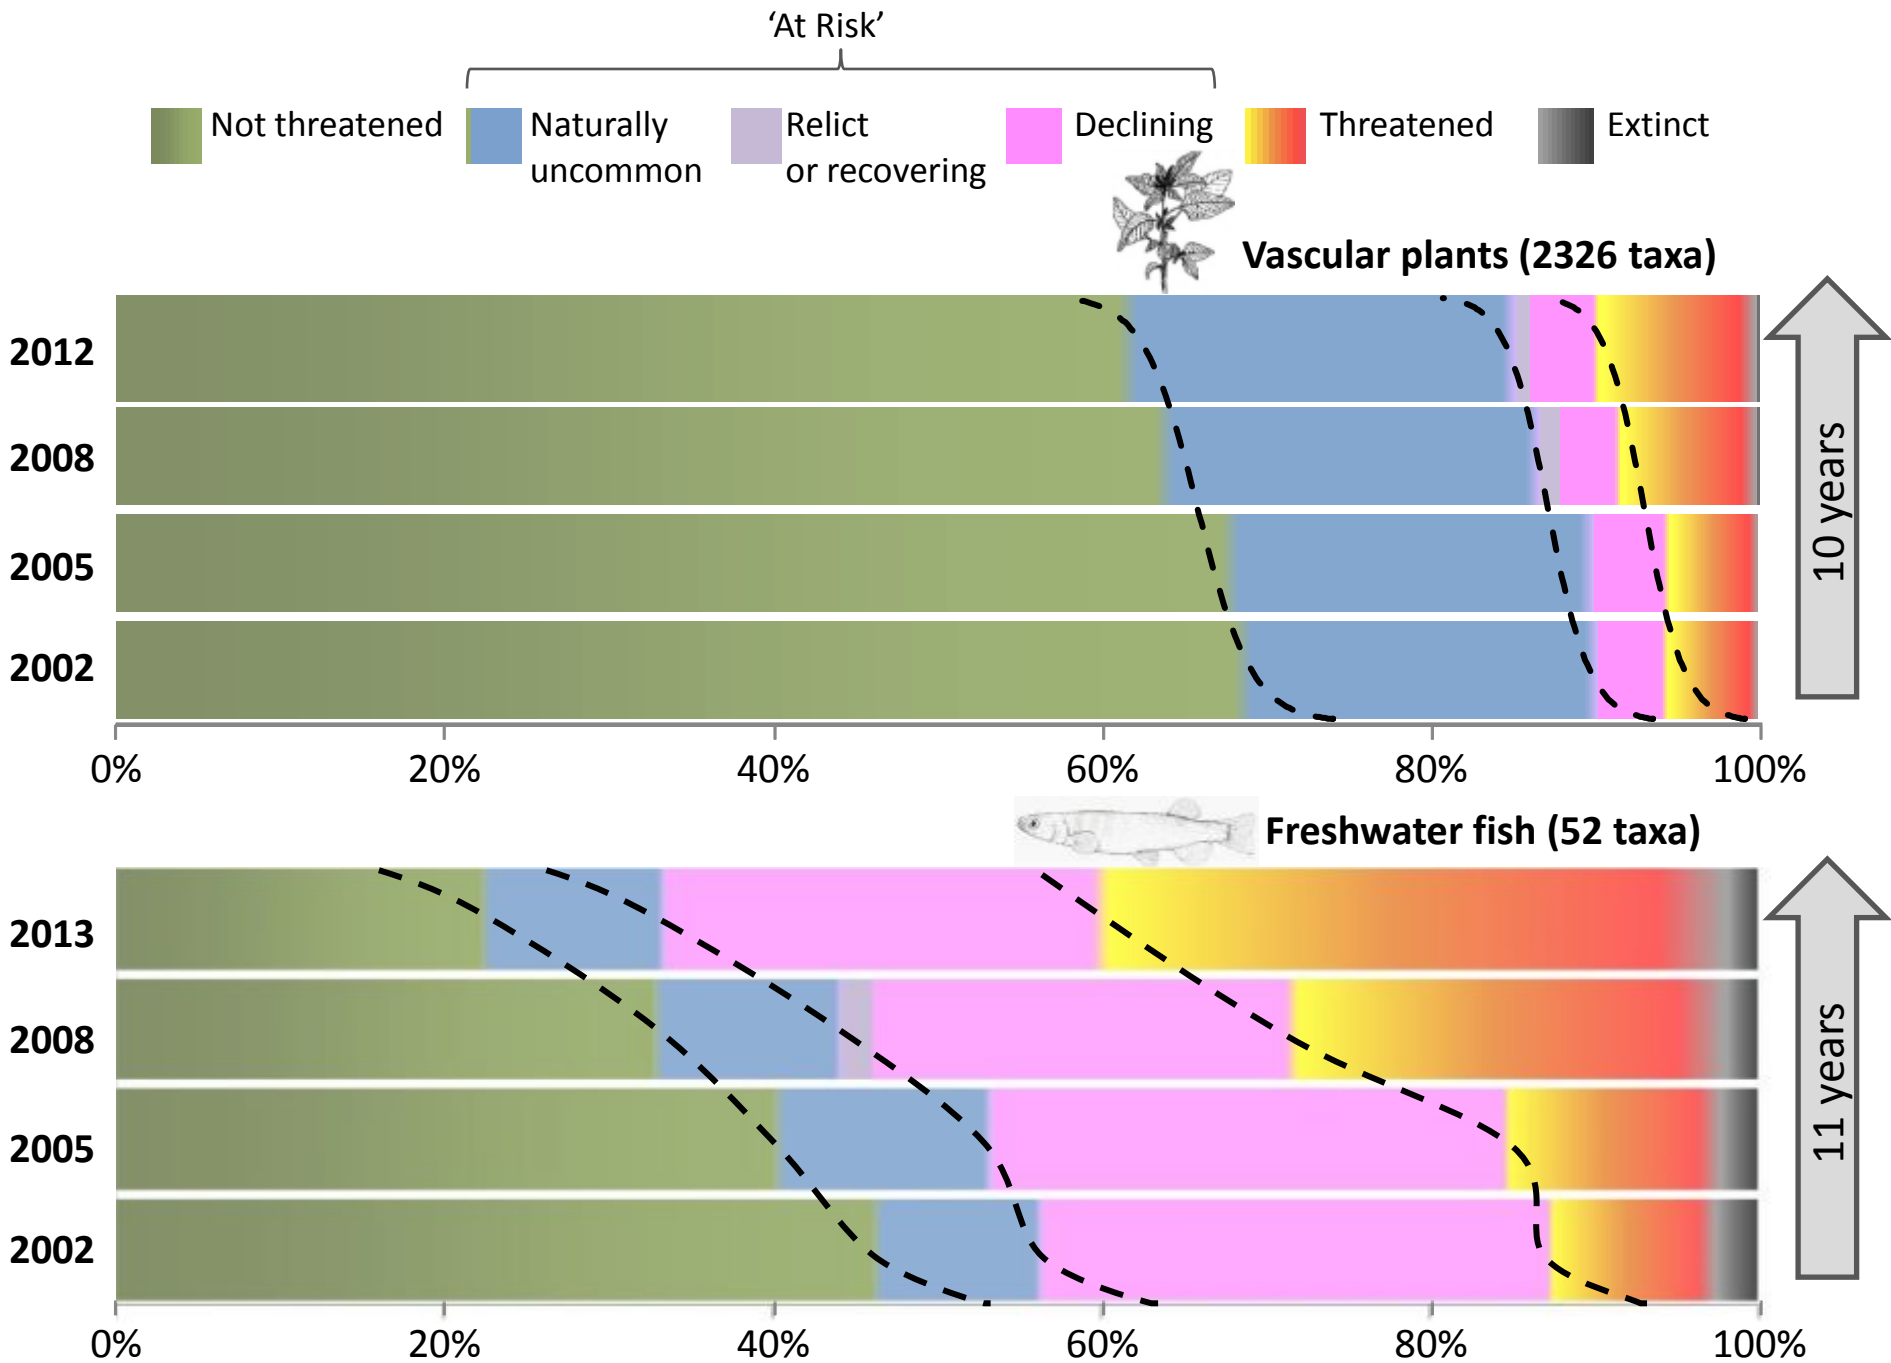 ‘At Risk’
Not threatened
Naturally
uncommon
Relict
or recovering
Declining
Threatened
Extinct
Vascular plants (2326 taxa)
2012
2008
2005
2002
10 years
0% 20% 40% 60% 80% 100%
Freshwater fish (52 taxa)
2013
2008
2005
2002
11 years
0% 20% 40% 60% 80% 100%